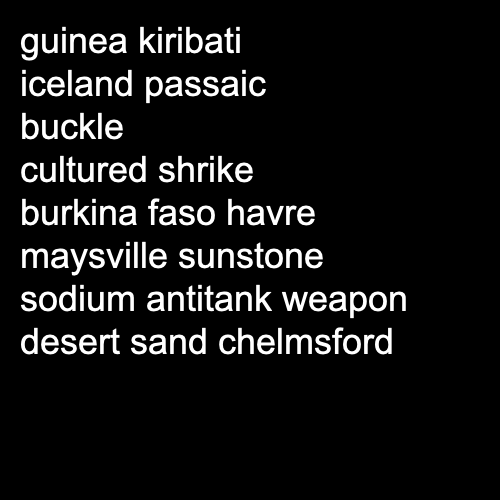 guinea kiribati
iceland passaic
buckle
cultured shrike
burkina faso havre
maysville sunstone
sodium antitank weapon
desert sand chelmsford